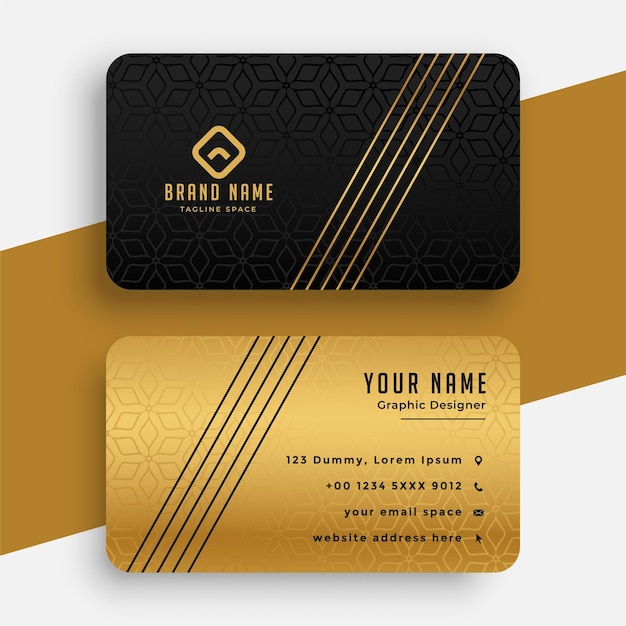 BRAND NAME
TAGLINE SPACE
YOUR NAME
Graphic Designer
123 Dummy, Lorem Ipsum
+00 1234 5XXX 9012
your email space
website address here